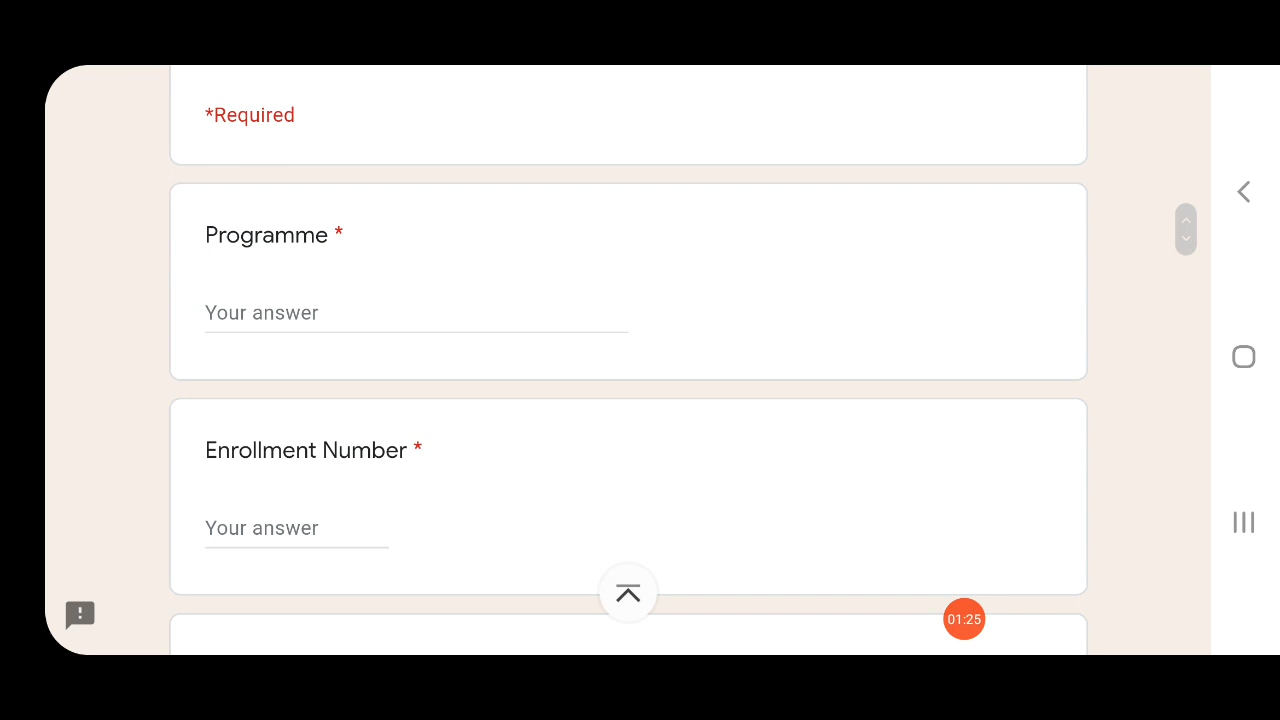 *Required
Programme *
Your answer
Enrollment Number *
Your answer
01:25